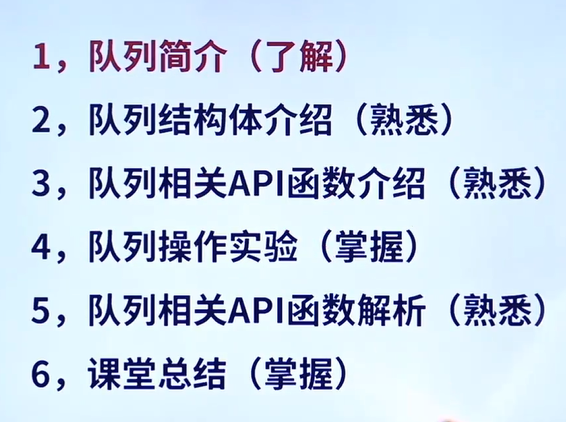 1，队列简介（了解）
2，队列结构体介绍（熟悉）
3，队列相关API函数介绍（熟悉）
4，队列操作实验（掌握）
5，队列相关API函数解析（熟悉）
6，课堂总结（掌握）